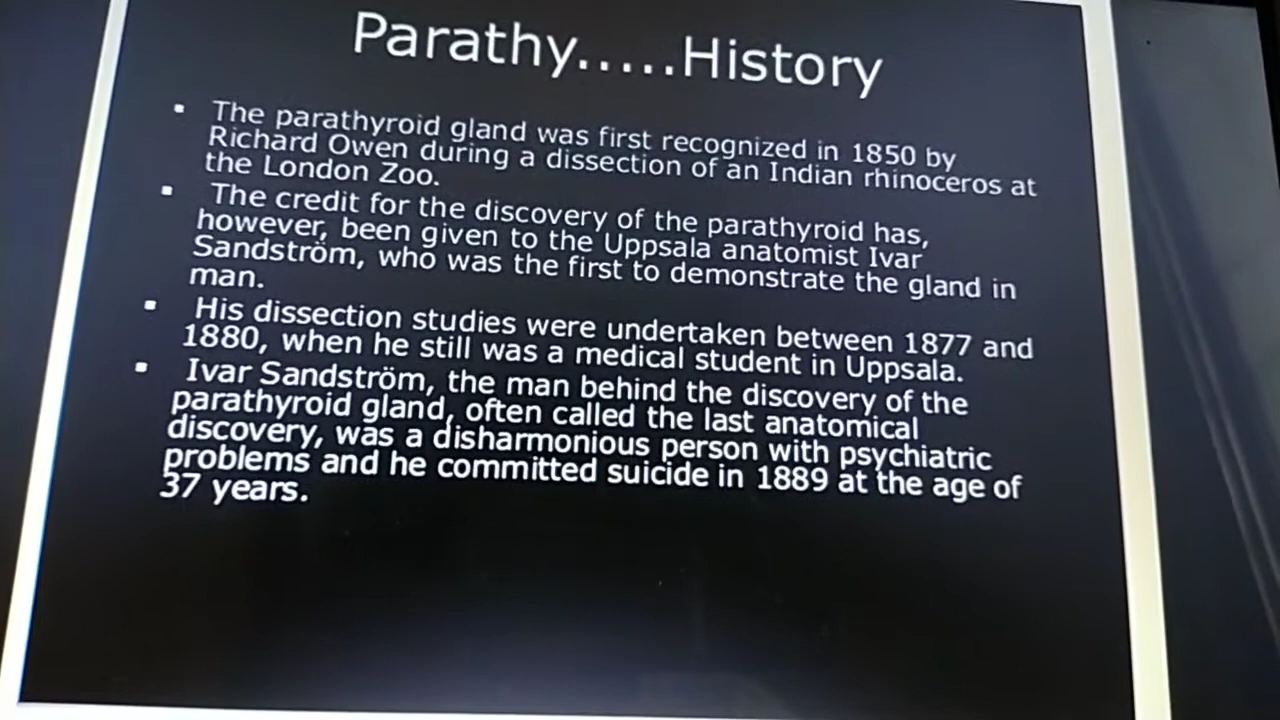 Parathy.....History
▪ The parathyroid gland was first recognized in 1850 by
Richard Owen during a dissection of an Indian rhinoceros at
the London Zoo.
▪ The credit for the discovery of the parathyroid has,
however, been given to the Uppsala anatomist Ivar
Sandström, who was the first to demonstrate the gland in
man.
▪ His dissection studies were undertaken between 1877 and
1880, when he still was a medical student in Uppsala.
▪ Ivar Sandström, the man behind the discovery of the
parathyroid gland, often called the last anatomical
discovery, was a disharmonious person with psychiatric
problems and he committed suicide in 1889 at the age of
37 years.